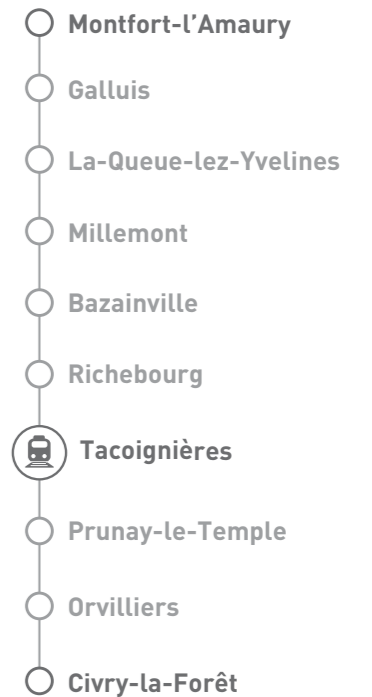 Montfort-l’Amaury
Galluis
La-Queue-lez-Yvelines
Millemont
Bazainville
Richebourg
Tacoignières
Prunay-le-Temple
Orvilliers
Civry-la-Forêt